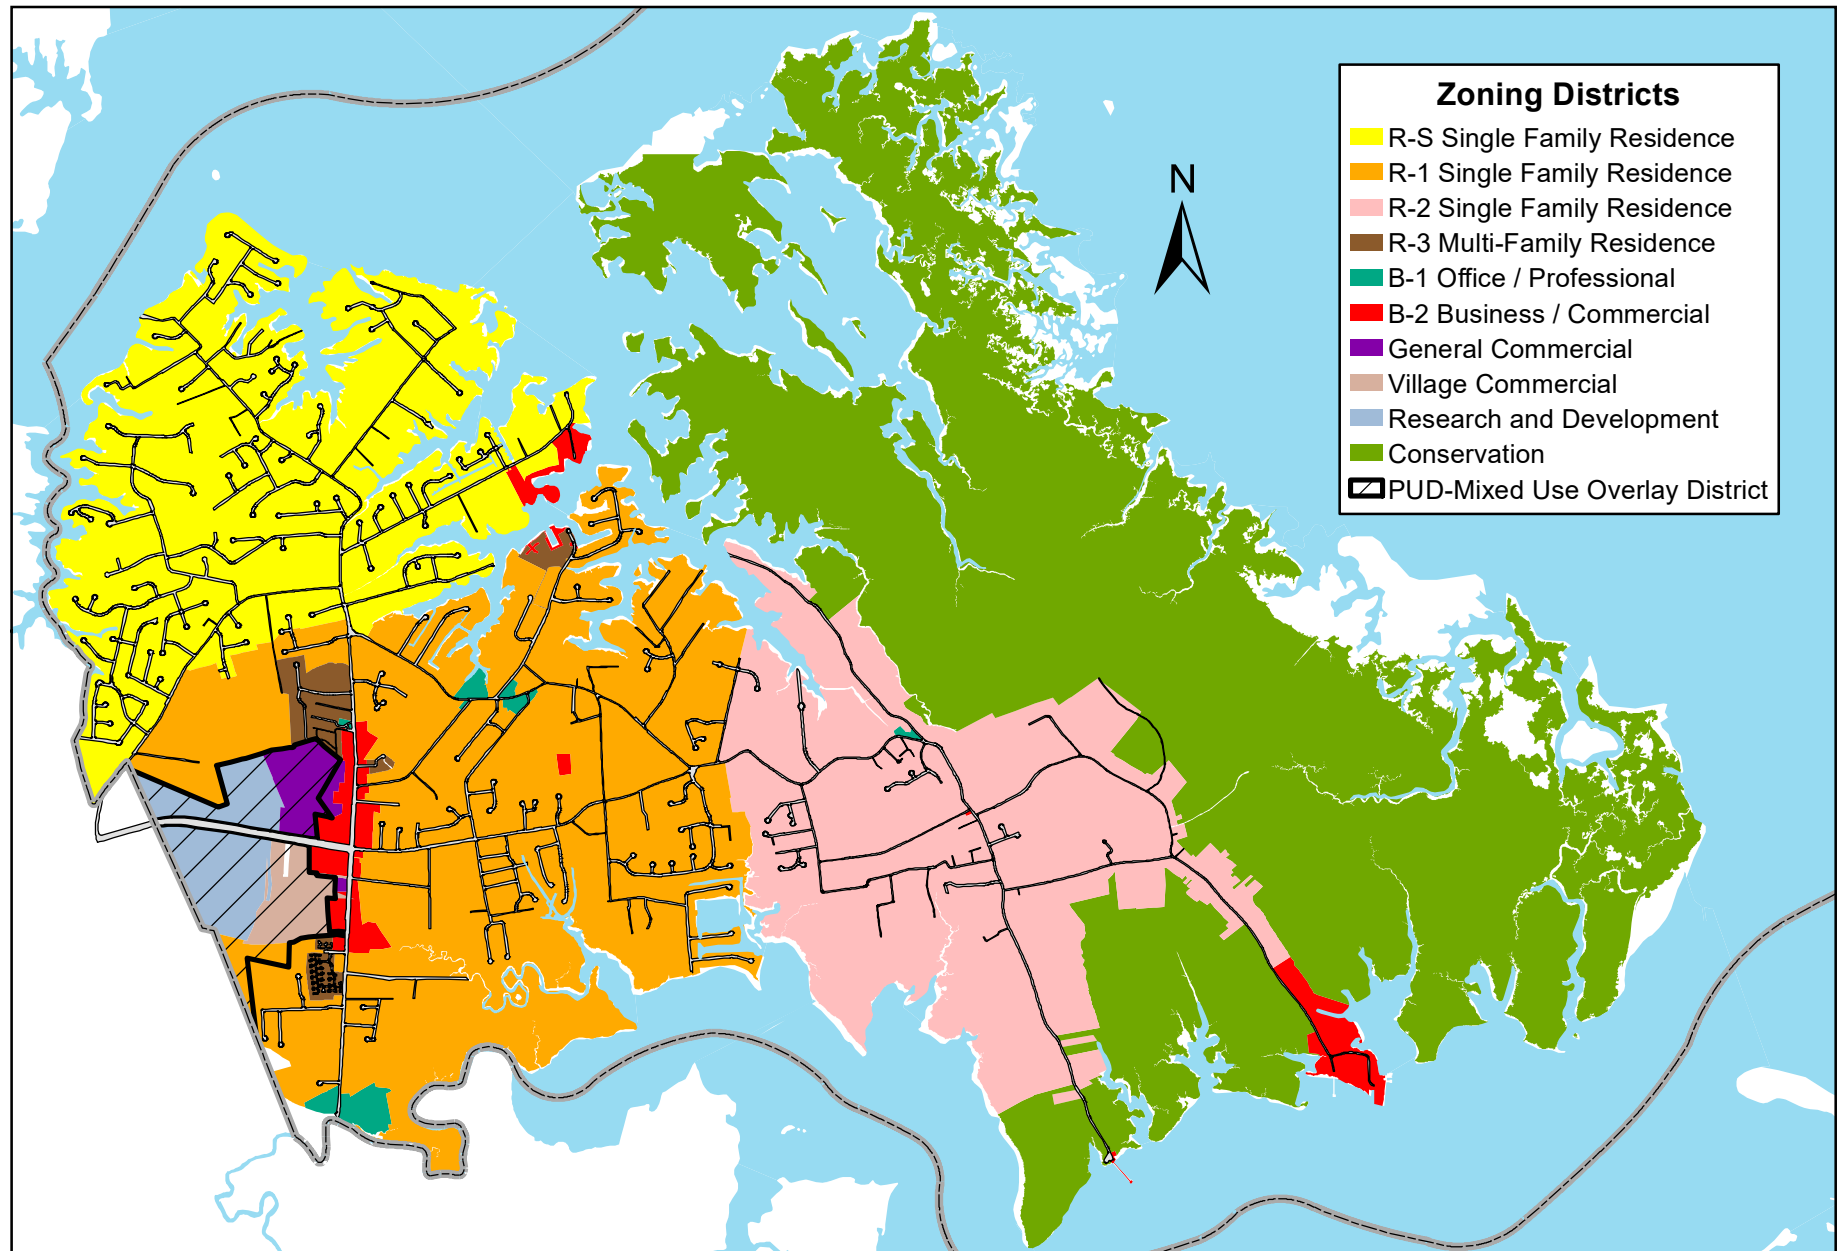 Zoning Districts
R-S Single Family Residence
R-1 Single Family Residence
R-2 Single Family Residence
R-3 Multi-Family Residence
B-1 Office / Professional
B-2 Business / Commercial
General Commercial
Village Commercial
Research and Development
Conservation
PUD-Mixed Use Overlay District
N